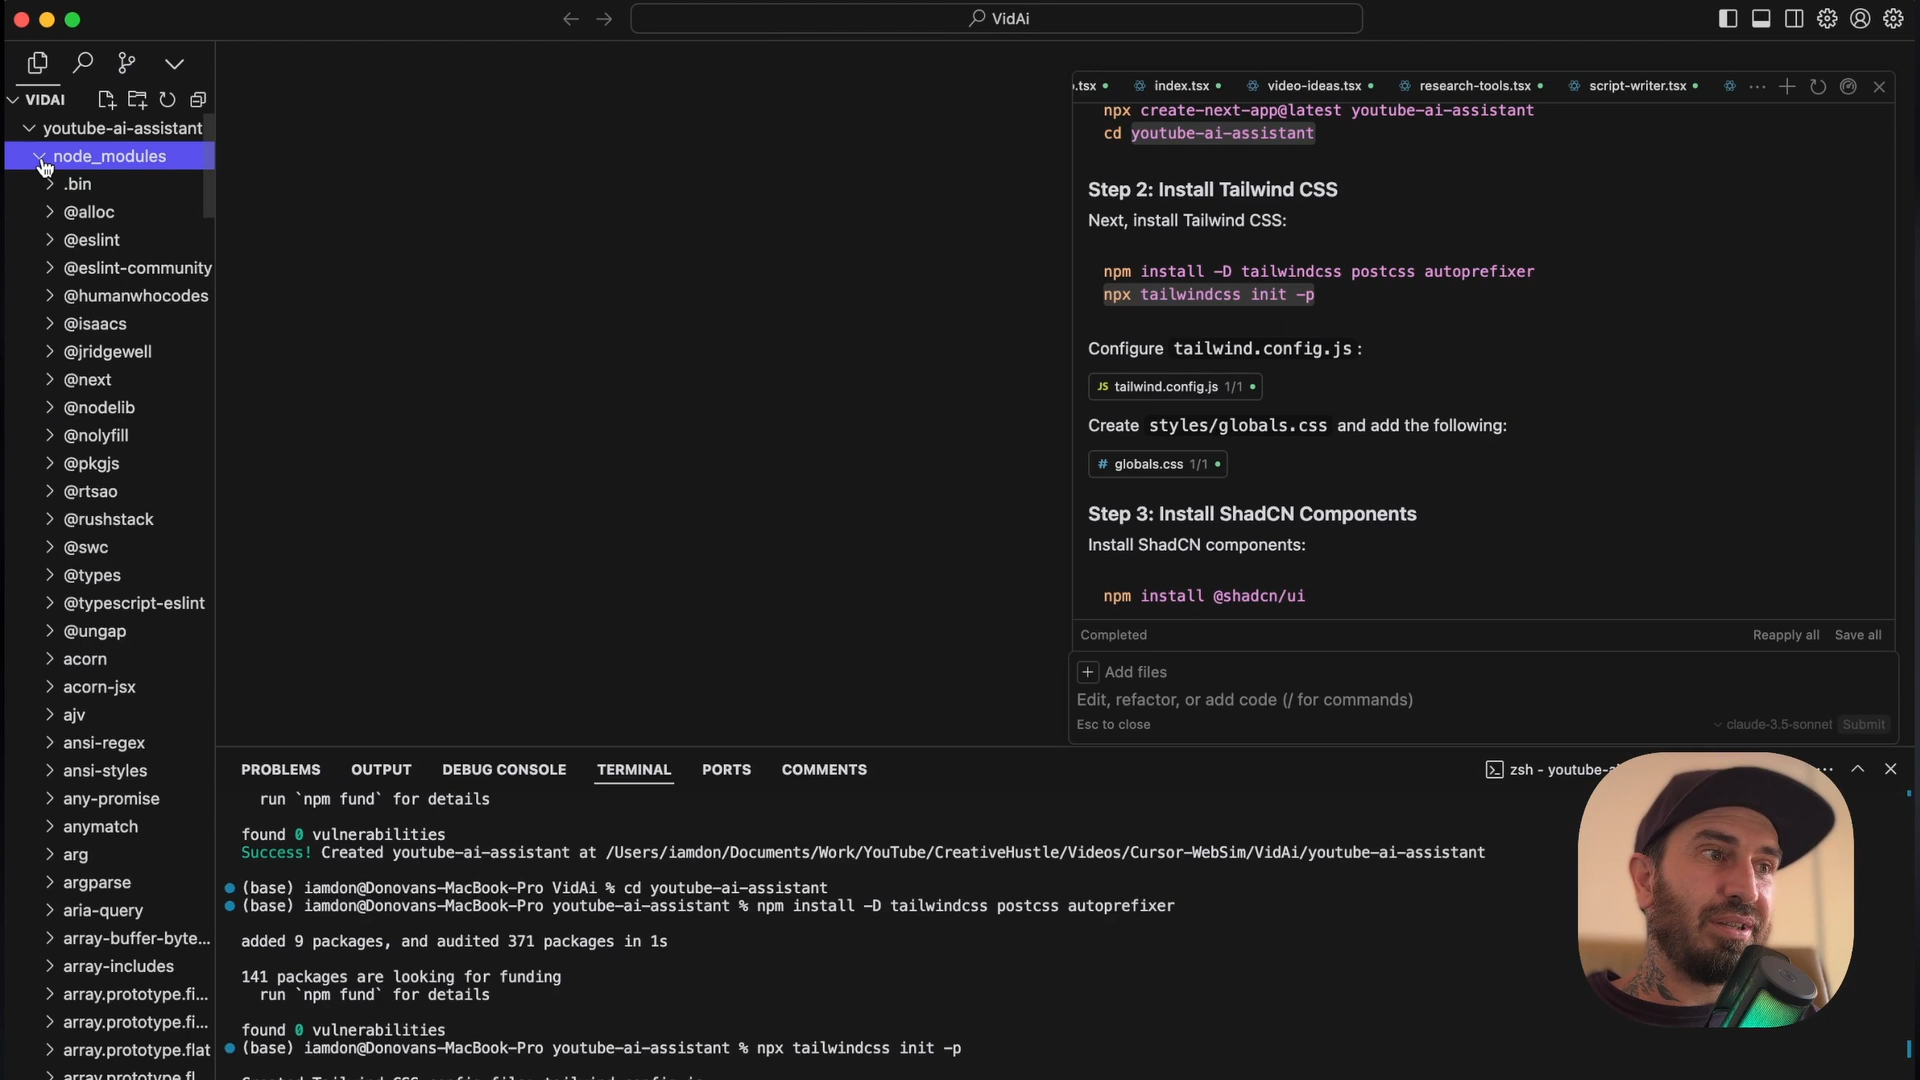 VidAi
VIDAI
youtube-ai-assistant
node_modules
.bin
@alloc
@eslint
@eslint-community
@humanwhocodes
@isaacs
@jridgewell
@next
@nodelib
@nolyfill
@pkgjs
@rtsao
@rushstack
@swc
@types
@typescript-eslint
@ungap
acorn
acorn-jsx
ajv
ansi-regex
ansi-styles
any-promise
anymatch
arg
argparse
aria-query
array-buffer-byte...
array-includes
array.prototype.fi...
array.prototype.fi...
array.prototype.flat
array.prototype.fl
.tsx index.tsx video-ideas.tsx research-tools.tsx script-writer.tsx
npx create-next-app@latest youtube-ai-assistant
cd youtube-ai-assistant
Step 2: Install Tailwind CSS
Next, install Tailwind CSS:
npm install -D tailwindcss postcss autoprefixer
npx tailwindcss init -p
Configure tailwind.config.js:
JS tailwind.config.js 1/1
Create styles/globals.css and add the following:
# globals.css 1/1
Step 3: Install ShadCN Components
Install ShadCN components:
npm install @shadcn/ui
Completed Reapply all Save all
+ Add files
Edit, refactor, or add code (/ for commands)
Esc to close claude-3.5-sonnet Submit
PROBLEMS OUTPUT DEBUG CONSOLE TERMINAL PORTS COMMENTS zsh - youtube-a
run `npm fund` for details
found 0 vulnerabilities
Success! Created youtube-ai-assistant at /Users/iamdon/Documents/Work/YouTube/CreativeHustle/Videos/Cursor-WebSim/VidAi/youtube-ai-assistant
(base) iamdon@Donovans-MacBook-Pro VidAi % cd youtube-ai-assistant
(base) iamdon@Donovans-MacBook-Pro youtube-ai-assistant % npm install -D tailwindcss postcss autoprefixer
added 9 packages, and audited 371 packages in 1s
141 packages are looking for funding
run `npm fund` for details
found 0 vulnerabilities
(base) iamdon@Donovans-MacBook-Pro youtube-ai-assistant % npx tailwindcss init -p